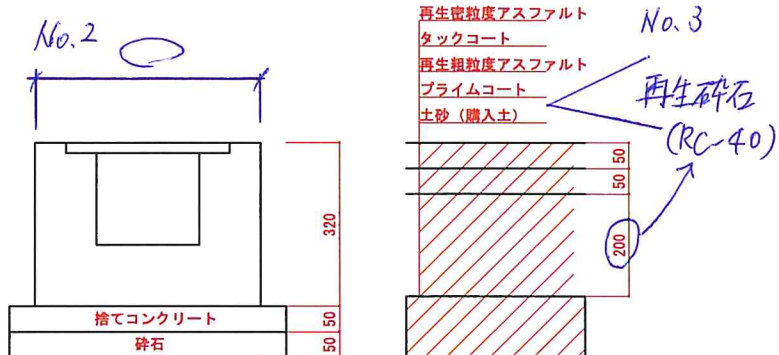 No.2
320
捨てコンクリート
50
砕石
50
再生密粒度アスファルト
タックコート
再生粗粒度アスファルト
プライムコート
土砂（購入土）
No.3
再生砕石
(RC-40)
50
50
200